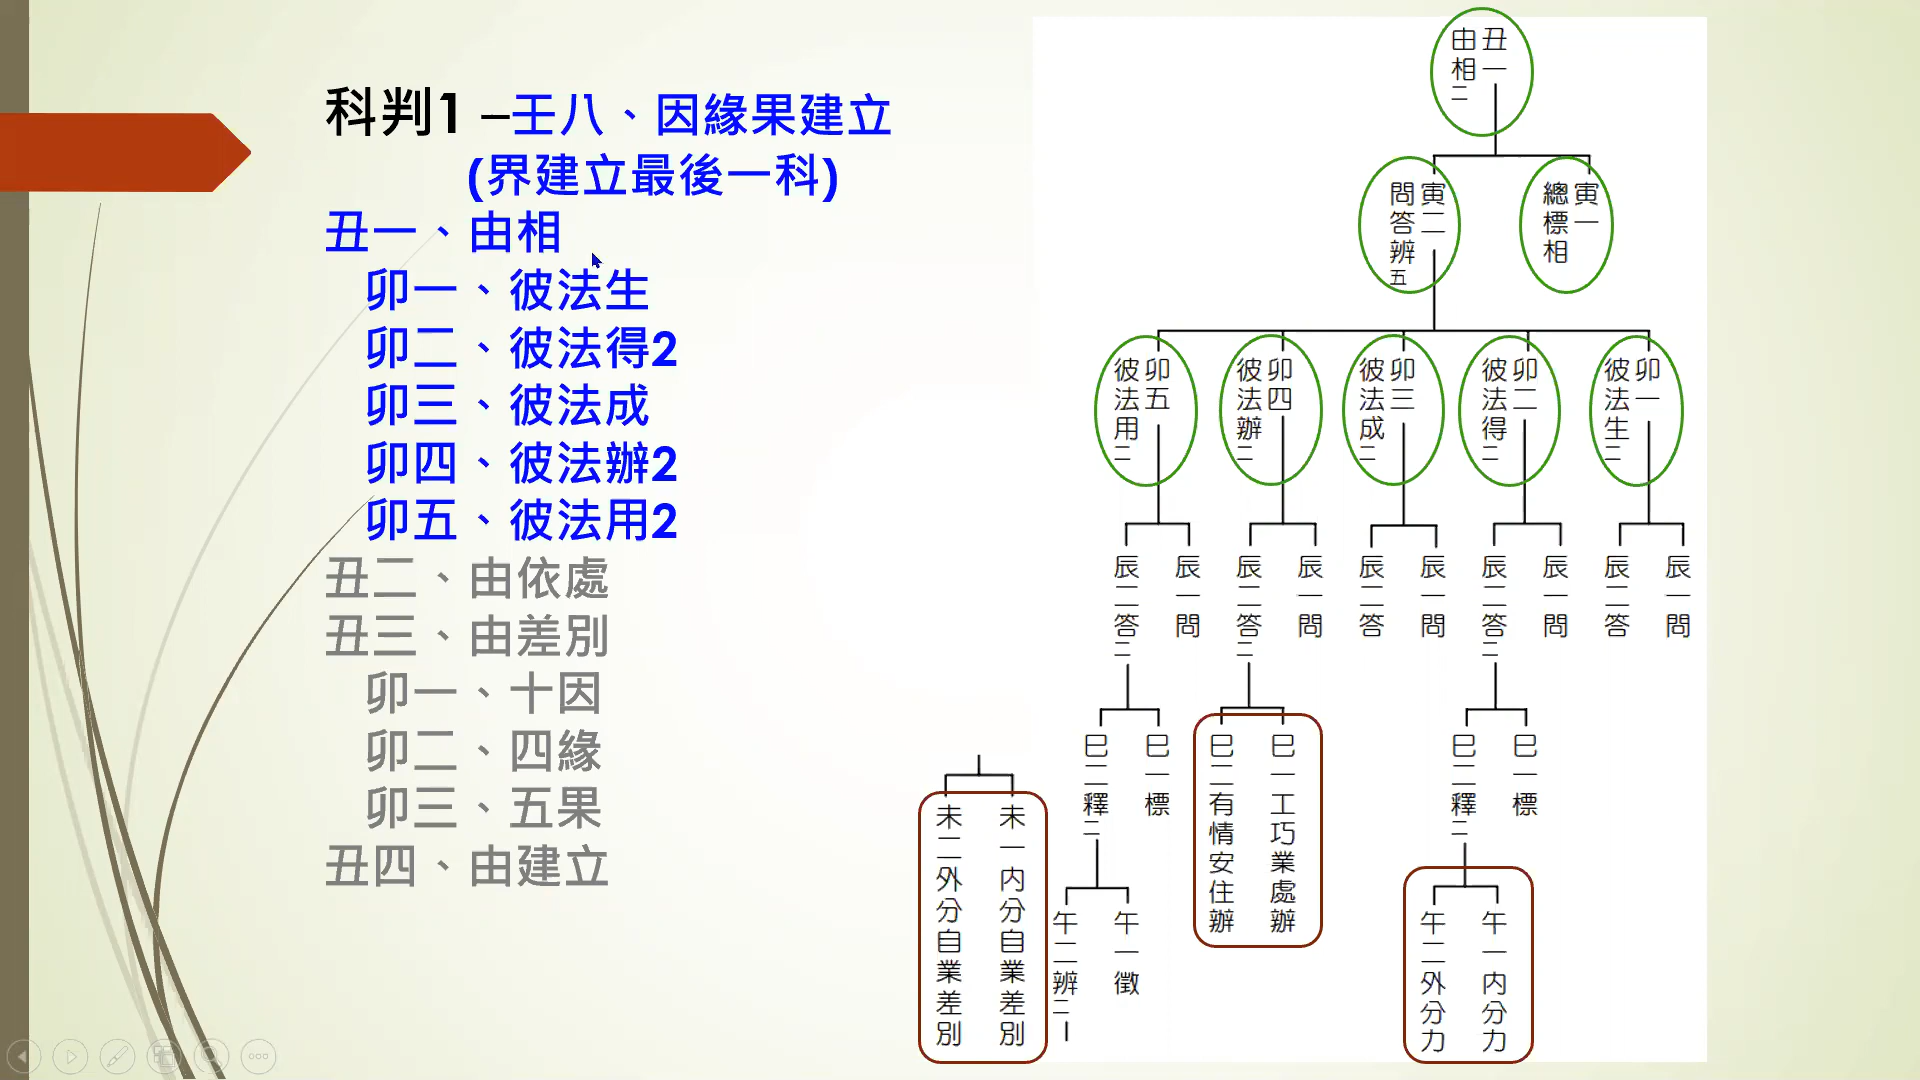 科判1 –壬八、因緣果建立
(界建立最後一科)
丑一、由相
卯一、彼法生
卯二、彼法得2
卯三、彼法成
卯四、彼法辦2
卯五、彼法用2
丑二、由依處
丑三、由差別
卯一、十因
卯二、四緣
卯三、五果
丑四、由建立
丑一
由相二
寅一
總標相
寅二
問答辨五
卯一
彼法生二
卯二
彼法得二
卯三
彼法成二
卯四
彼法辦二
卯五
彼法用二
辰一問
辰二答
辰一問
辰二答二
辰一問
辰二答
辰一問
辰二答二
辰一問
辰二答二
巳一標
巳二釋二
巳一工巧業處辦
巳二有情安住辦
巳一標
巳二釋二
午一內分力
午二外分力
午一徵
午二辨二
未一內分自業差別
未二外分自業差別